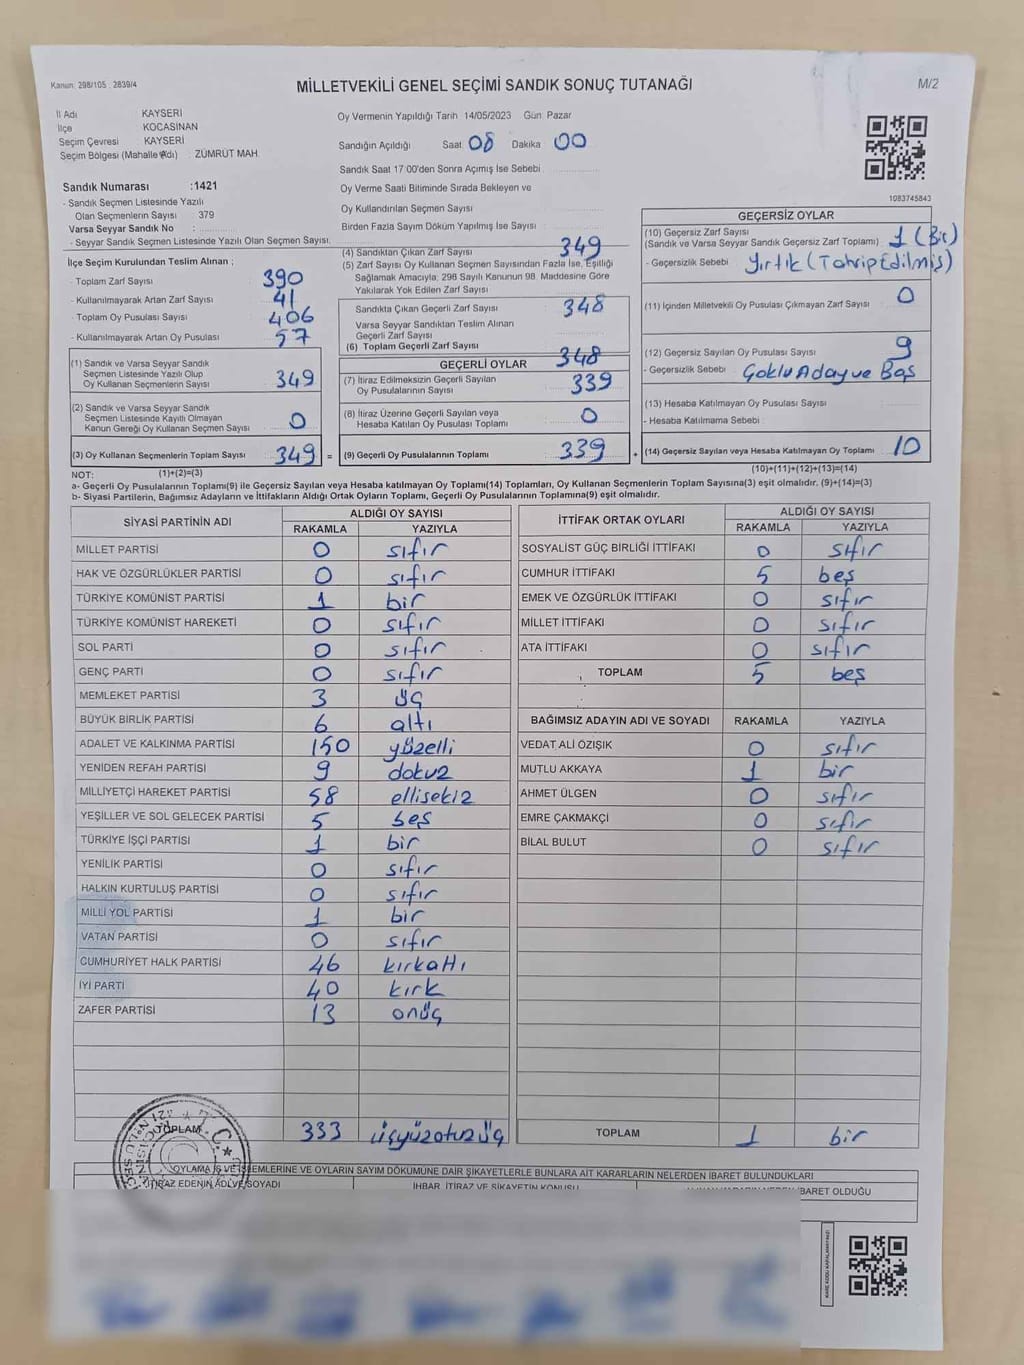 Kanun: 298/105 2839/4
MİLLETVEKİLİ GENEL SEÇİMİ SANDIK SONUÇ TUTANAĞI
M/2
İl Adı KAYSERİ
İlçe KOCASİNAN
Seçim Çevresi KAYSERİ
Seçim Bölgesi (Mahalle Adı) : ZÜMRÜT MAH.
Oy Vermenin Yapıldığı Tarih 14/05/2023 Gün: Pazar
Sandığın Açıldığı Saat 08 Dakika 00
Sandık Saat 17 00'den Sonra Açımış İse Sebebi
Oy Verme Saati Bitiminde Sırada Bekleyen ve
Oy Kullandırılan Seçmen Sayısı
Birden Fazla Sayım Döküm Yapılmış İse Sayısı
1083745843
Sandık Numarası :1421
- Sandık Seçmen Listesinde Yazılı
Olan Seçmenlerin Sayısı : 379
Varsa Seyyar Sandık No :
- Seyyar Sandık Seçmen Listesinde Yazılı Olan Seçmen Sayısı:
İlçe Seçim Kurulundan Teslim Alınan ;
- Toplam Zarf Sayısı 390
- Kullanılmayarak Artan Zarf Sayısı 41
- Toplam Oy Pusulası Sayısı 406
- Kullanılmayarak Artan Oy Pusulası 57
(1) Sandık ve Varsa Seyyar Sandık
Seçmen Listesinde Yazılı Olup
Oy Kullanan Seçmenlerin Sayısı 349
(2) Sandık ve Varsa Seyyar Sandık
Seçmen Listesinde Kayıtlı Olmayan
Kanun Gereği Oy Kullanan Seçmen Sayısı 0
(3) Oy Kullanan Seçmenlerin Toplam Sayısı 349 =
(4) Sandıktan Çıkan Zarf Sayısı 349
(5) Zarf Sayısı Oy Kullanan Seçmen Sayısından Fazla İse, Eşitliği
Sağlamak Amacıyla; 298 Sayılı Kanunun 98. Maddesine Göre
Yakılarak Yok Edilen Zarf Sayısı
Sandıkta Çıkan Geçerli Zarf Sayısı 348
Varsa Seyyar Sandıktan Teslim Alınan
Geçerli Zarf Sayısı
(6) Toplam Geçerli Zarf Sayısı 348
GEÇERLİ OYLAR
(7) İtiraz Edilmeksizin Geçerli Sayılan
Oy Pusulalarının Sayısı 339
(8) İtiraz Üzerine Geçerli Sayılan veya
Hesaba Katılan Oy Pusulası Toplamı 0
(9) Geçerli Oy Pusulalarının Toplamı 339 +
GEÇERSİZ OYLAR
(10) Geçersiz Zarf Sayısı
(Sandık ve Varsa Seyyar Sandık Geçersiz Zarf Toplamı) 1 (Bir)
- Geçersizlik Sebebi Yırtık (Tahrip Edilmiş)
(11) İçinden Milletvekili Oy Pusulası Çıkmayan Zarf Sayısı 0
(12) Geçersiz Sayılan Oy Pusulası Sayısı 9
- Geçersizlik Sebebi Çoklu Aday ve Boş
(13) Hesaba Katılmayan Oy Pusulası Sayısı
- Hesaba Katılmama Sebebi
(14) Geçersiz Sayılan veya Hesaba Katılmayan Oy Toplamı 10
NOT: (1)+(2)=(3)
(10)+(11)+(12)+(13)=(14)
a- Geçerli Oy Pusulalarının Toplamı(9) ile Geçersiz Sayılan veya Hesaba katılmayan Oy Toplamı(14) Toplamları, Oy Kullanan Seçmenlerin Toplam Sayısına(3) eşit olmalıdır. (9)+(14)=(3)
b- Siyasi Partilerin, Bağımsız Adayların ve İttifakların Aldığı Ortak Oyların Toplamı, Geçerli Oy Pusulalarının Toplamına(9) eşit olmalıdır.
SİYASİ PARTİNİN ADI ALDIĞI OY SAYISI
RAKAMLA YAZIYLA
MİLLET PARTİSİ 0 sıfır
HAK VE ÖZGÜRLÜKLER PARTİSİ 0 sıfır
TÜRKİYE KOMÜNİST PARTİSİ 1 bir
TÜRKİYE KOMÜNİST HAREKETİ 0 sıfır
SOL PARTİ 0 sıfır
GENÇ PARTİ 0 sıfır
MEMLEKET PARTİSİ 3 üç
BÜYÜK BİRLİK PARTİSİ 6 altı
ADALET VE KALKINMA PARTİSİ 150 yüzelli
YENİDEN REFAH PARTİSİ 9 dokuz
MİLLİYETÇİ HAREKET PARTİSİ 58 ellisekiz
YEŞİLLER VE SOL GELECEK PARTİSİ 5 beş
TÜRKİYE İŞÇİ PARTİSİ 1 bir
YENİLİK PARTİSİ 0 sıfır
HALKIN KURTULUŞ PARTİSİ 0 sıfır
MİLLİ YOL PARTİSİ 1 bir
VATAN PARTİSİ 0 sıfır
CUMHURİYET HALK PARTİSİ 46 kırkaltı
İYİ PARTİ 40 kırk
ZAFER PARTİSİ 13 onüç
TOPLAM 333 üçyüzotuzüç
İTTİFAK ORTAK OYLARI ALDIĞI OY SAYISI
RAKAMLA YAZIYLA
SOSYALİST GÜÇ BİRLİĞİ İTTİFAKI 0 sıfır
CUMHUR İTTİFAKI 5 beş
EMEK VE ÖZGÜRLÜK İTTİFAKI 0 sıfır
MİLLET İTTİFAKI 0 sıfır
ATA İTTİFAKI 0 sıfır
TOPLAM 5 beş
BAĞIMSIZ ADAYIN ADI VE SOYADI RAKAMLA YAZIYLA
VEDAT ALİ ÖZIŞIK 0 sıfır
MUTLU AKKAYA 1 bir
AHMET ÜLGEN 0 sıfır
EMRE ÇAKMAKÇI 0 sıfır
BİLAL BULUT 0 sıfır
TOPLAM 1 bir
OYLAMA İŞ VE İŞLEMLERİNE VE OYLARIN SAYIM DÖKÜMÜNE DAİR ŞİKAYETLERLE BUNLARA AİT KARARLARIN NELERDEN İBARET BULUNDUKLARI
İTİRAZ EDENİN ADI VE SOYADI İHBAR, İTİRAZ VE ŞİKAYETİN KONUSU İBARET OLDUĞU